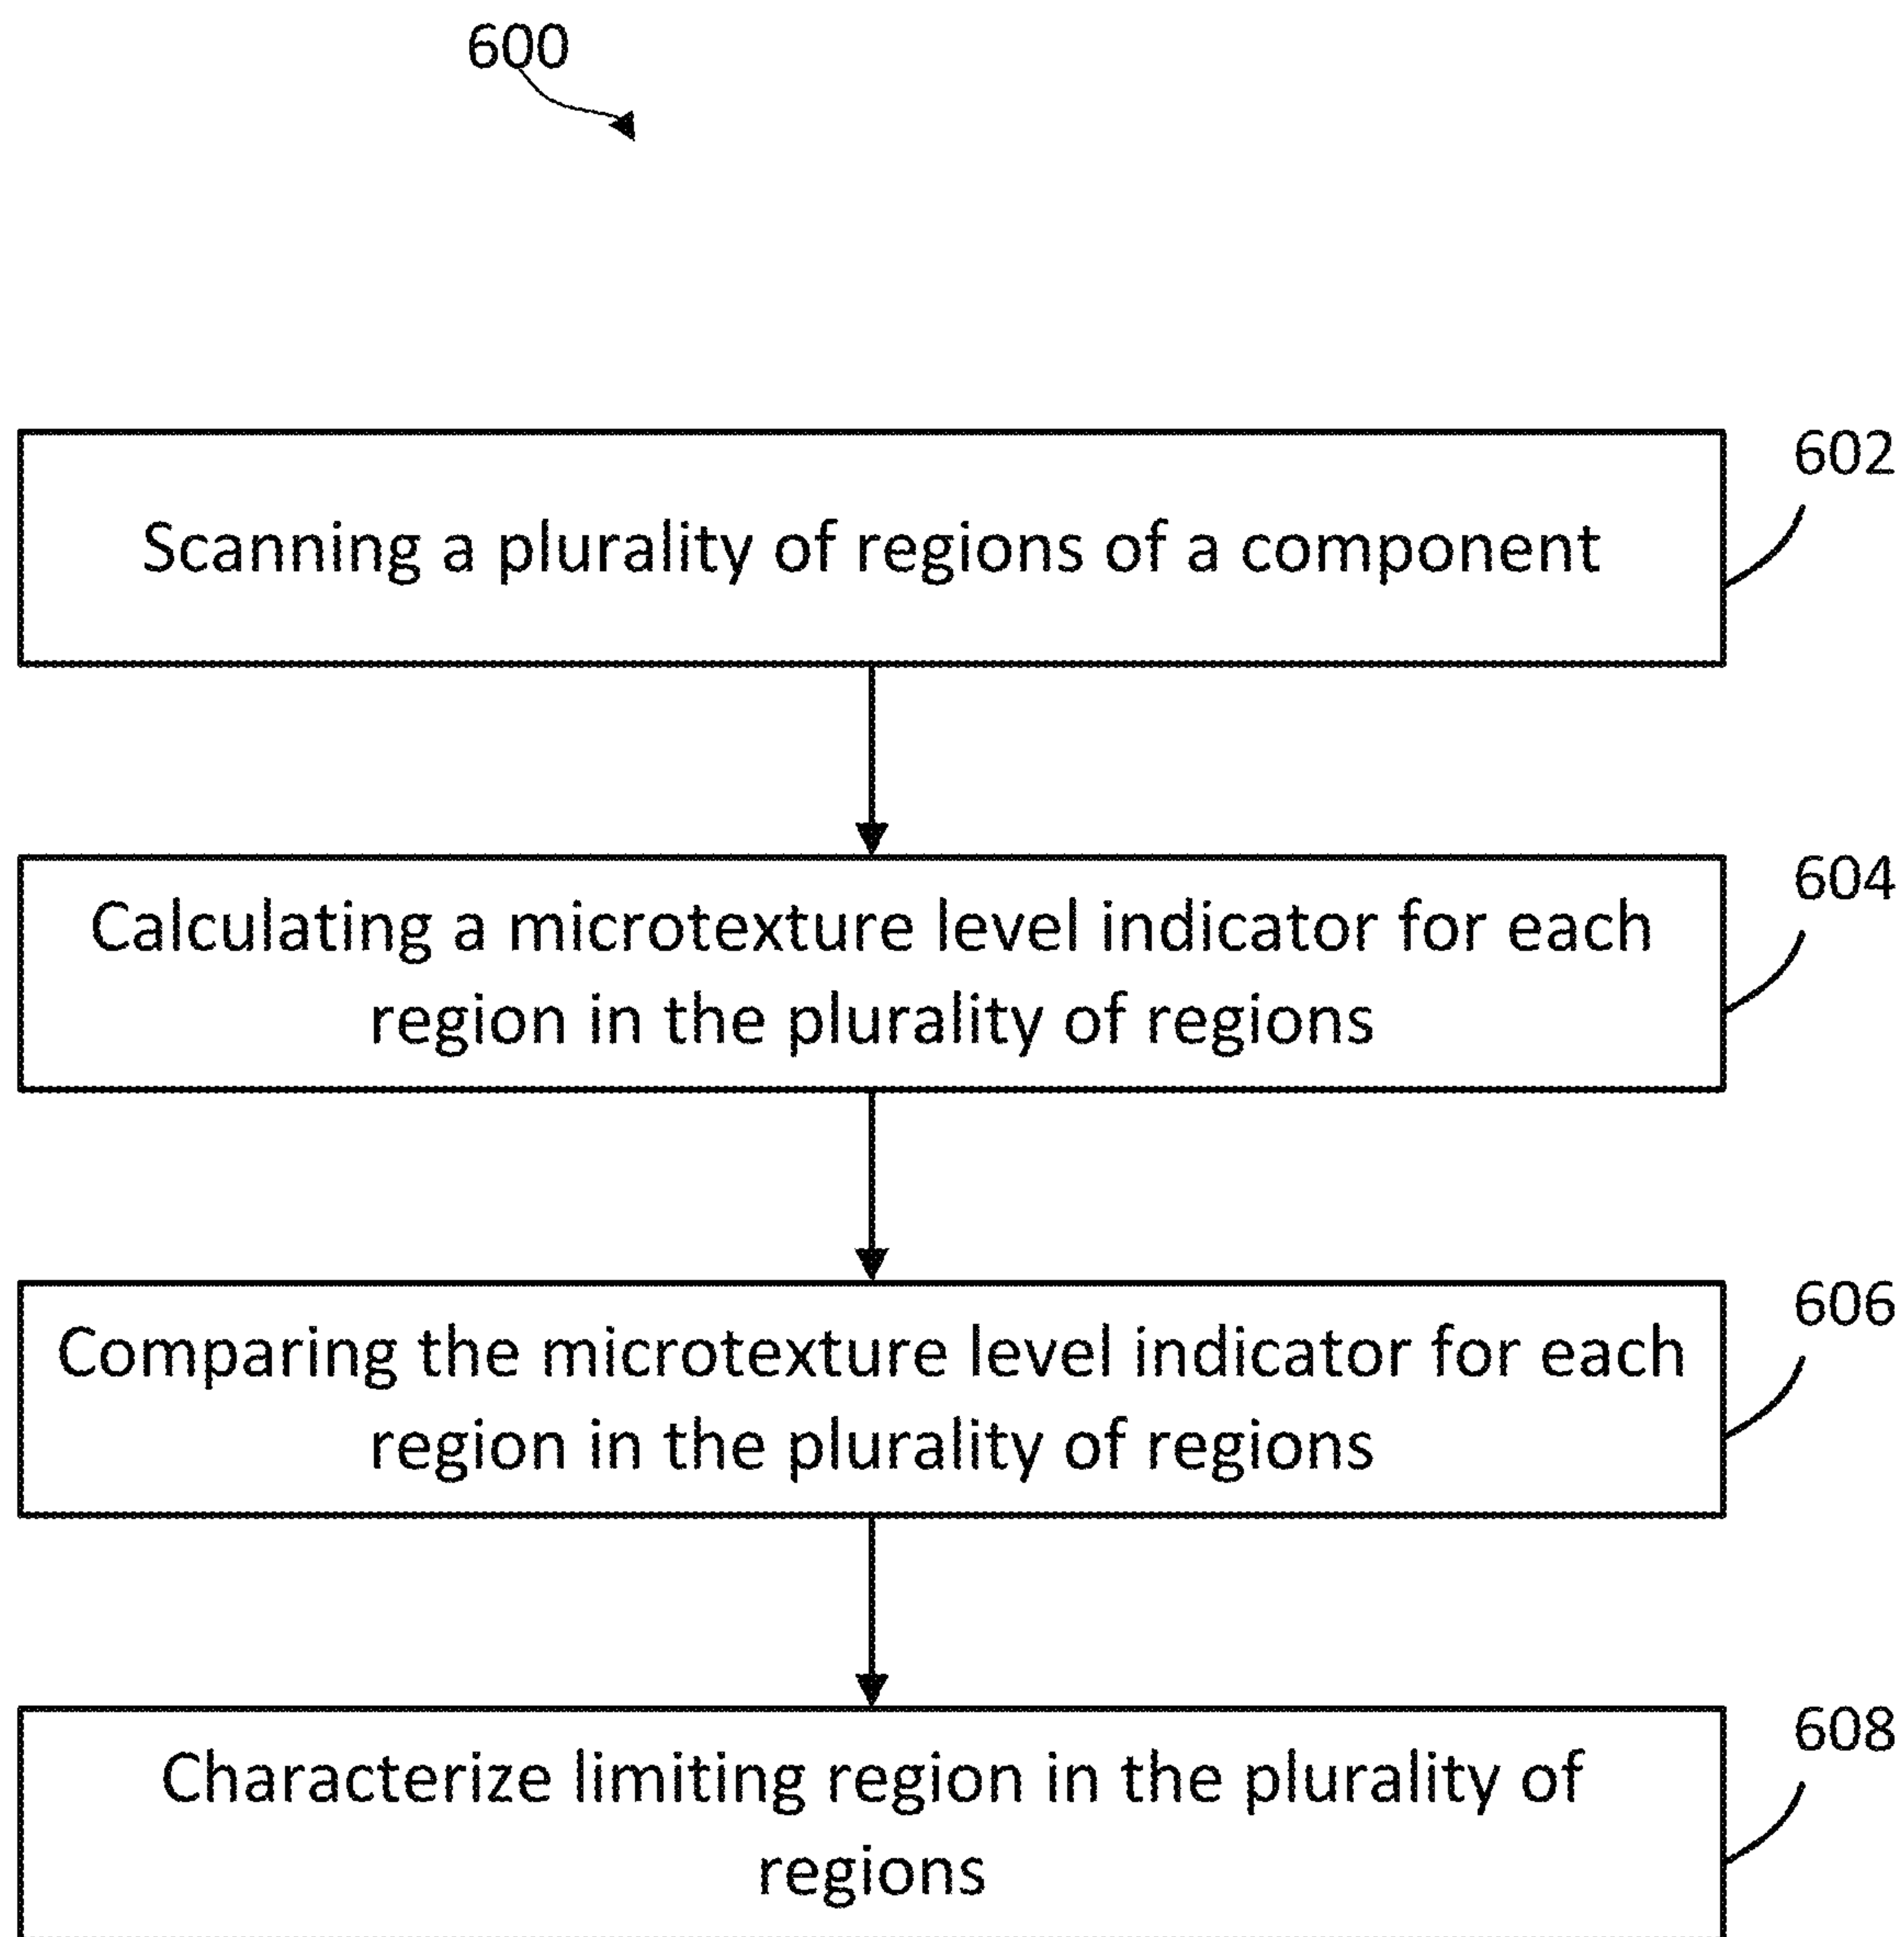 600
602
Scanning a plurality of regions of a component
604
Calculating a microtexture level indicator for each
region in the plurality of regions
606
Comparing the microtexture level indicator for each
region in the plurality of regions
608
Characterize limiting region in the plurality of
regions